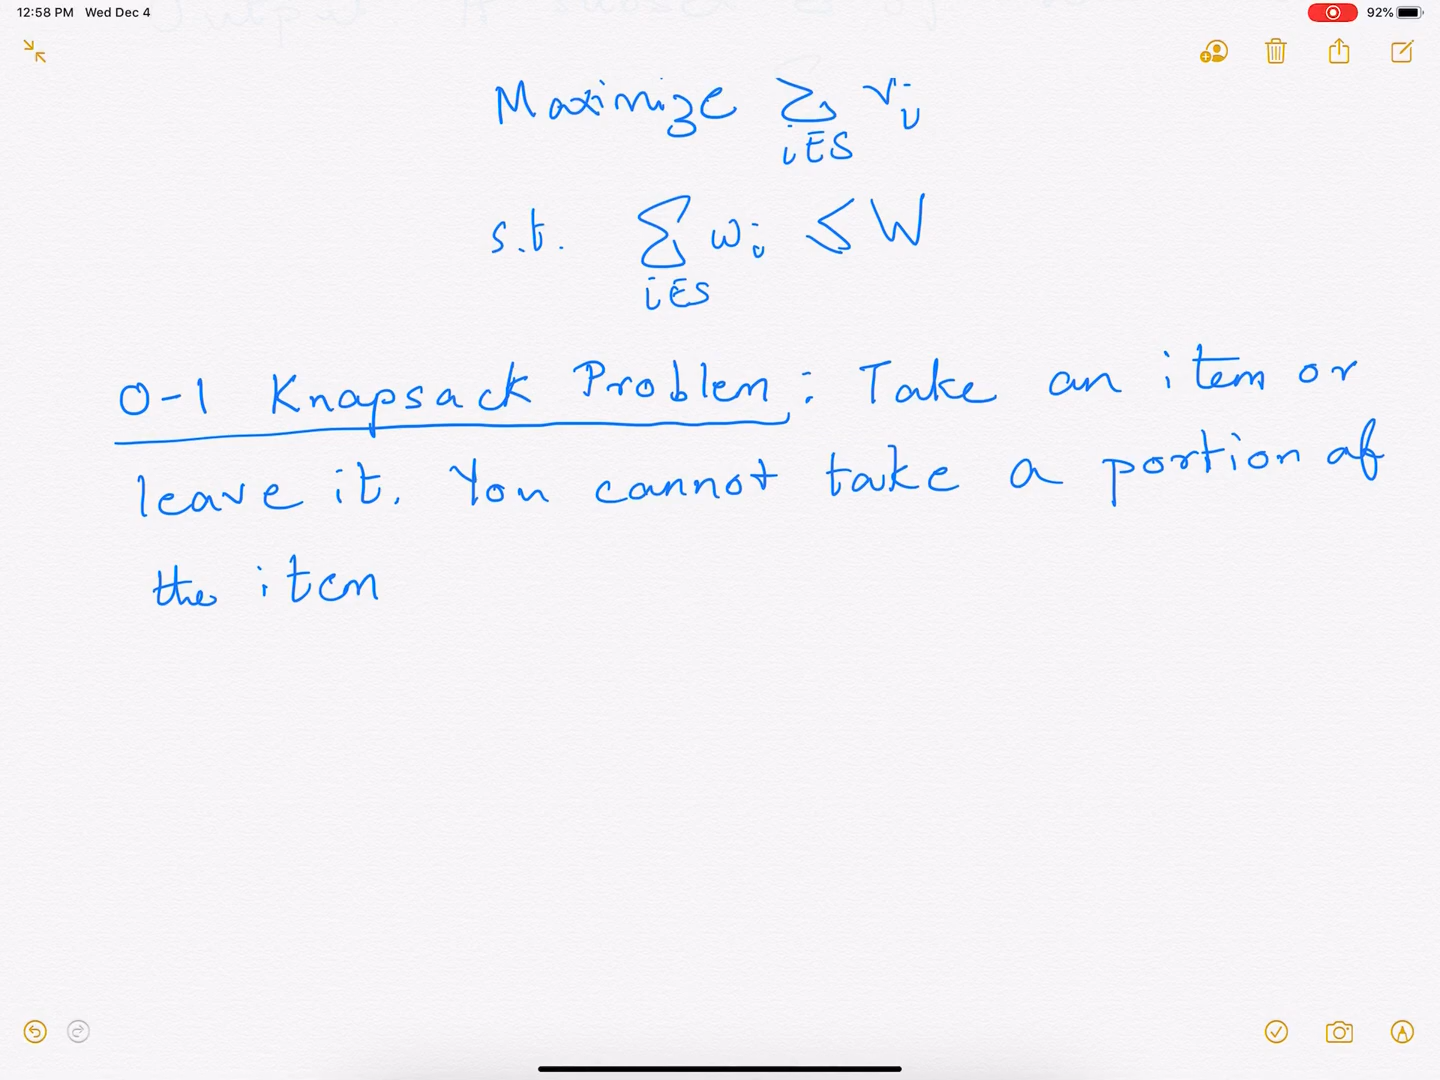 12:58 PM Wed Dec 4 92%
Maximize ∑ vi
i∈S
s.t. ∑ wi ≤ W
i∈S
0-1 Knapsack Problem: Take an item or
leave it. You cannot take a portion of
the item